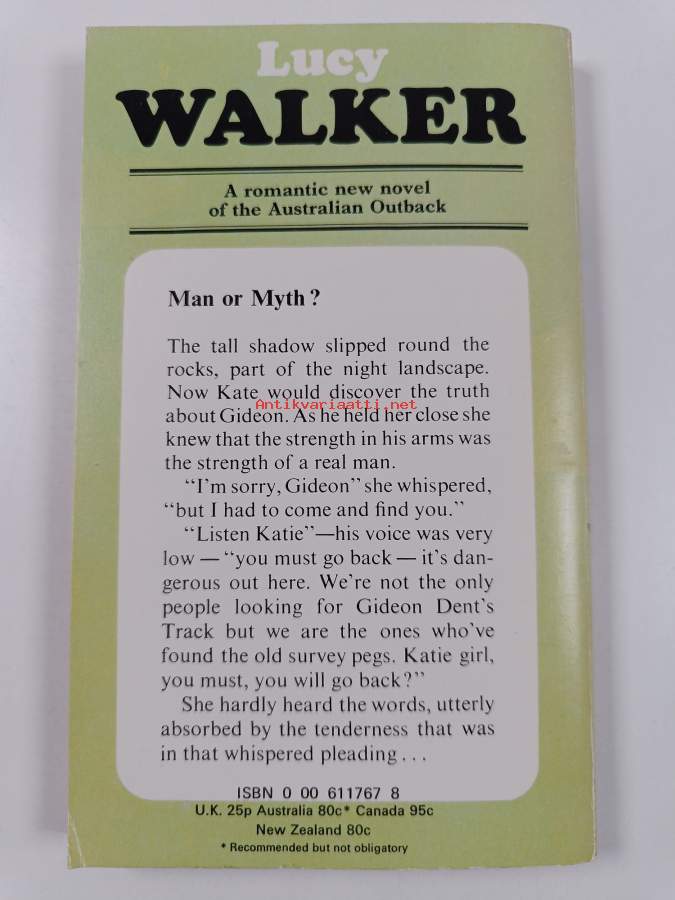 Lucy
WALKER
A romantic new novel
of the Australian Outback
Man or Myth?
The tall shadow slipped round the
rocks, part of the night landscape.
Now Kate would discover the truth
Antikvariaatti.net
about Gideon. As he held her close she
knew that the strength in his arms was
the strength of a real man.
"I'm sorry, Gideon" she whispered,
"but I had to come and find you."
"Listen Katie"—his voice was very
low — "you must go back — it's dan-
gerous out here. We're not the only
people looking for Gideon Dent's
Track but we are the ones who've
found the old survey pegs. Katie girl,
you must, you will go back?"
She hardly heard the words, utterly
absorbed by the tenderness that was
in that whispered pleading...
ISBN 0 00 611767 8
U.K. 25p Australia 80c* Canada 95c
New Zealand 80c
* Recommended but not obligatory